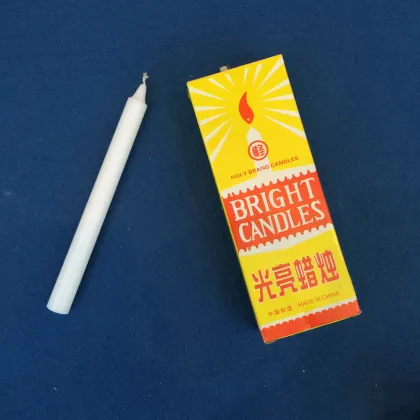 HOLY BRAND CANDLES
BRIGHT
CANDLES
光亮蜡烛
中国制造 MADE IN CHINA